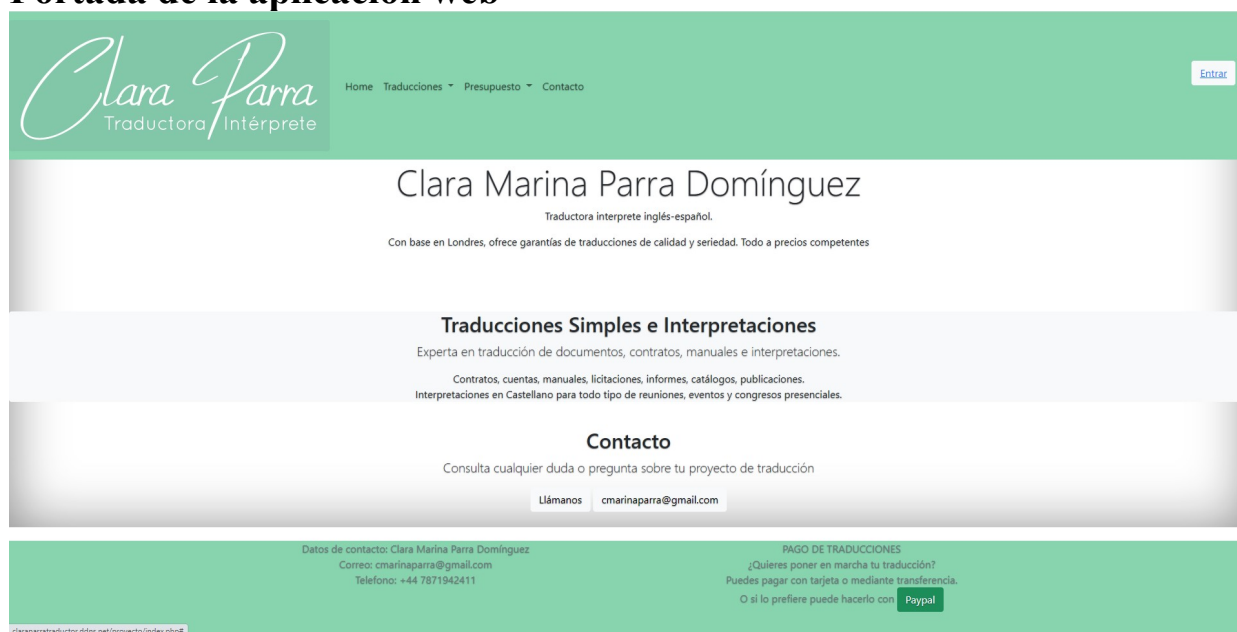 Portada de la aplicación web
Clara Parra
Traductora Intérprete
Home Traducciones Presupuesto Contacto
Entrar
Clara Marina Parra Domínguez
Traductora interprete inglés-español.
Con base en Londres, ofrece garantías de traducciones de calidad y seriedad. Todo a precios competentes
Traducciones Simples e Interpretaciones
Experta en traducción de documentos, contratos, manuales e interpretaciones.
Contratos, cuentas, manuales, licitaciones, informes, catálogos, publicaciones.
Interpretaciones en Castellano para todo tipo de reuniones, eventos y congresos presenciales.
Contacto
Consulta cualquier duda o pregunta sobre tu proyecto de traducción
Llámanos cmarinaparra@gmail.com
Datos de contacto: Clara Marina Parra Domínguez
Correo: cmarinaparra@gmail.com
Telefono: +44 7871942411
PAGO DE TRADUCCIONES
¿Quieres poner en marcha tu traducción?
Puedes pagar con tarjeta o mediante transferencia.
O si lo prefiere puede hacerlo con Paypal
claraparratraductor.ddns.net/proyecto/index.php#